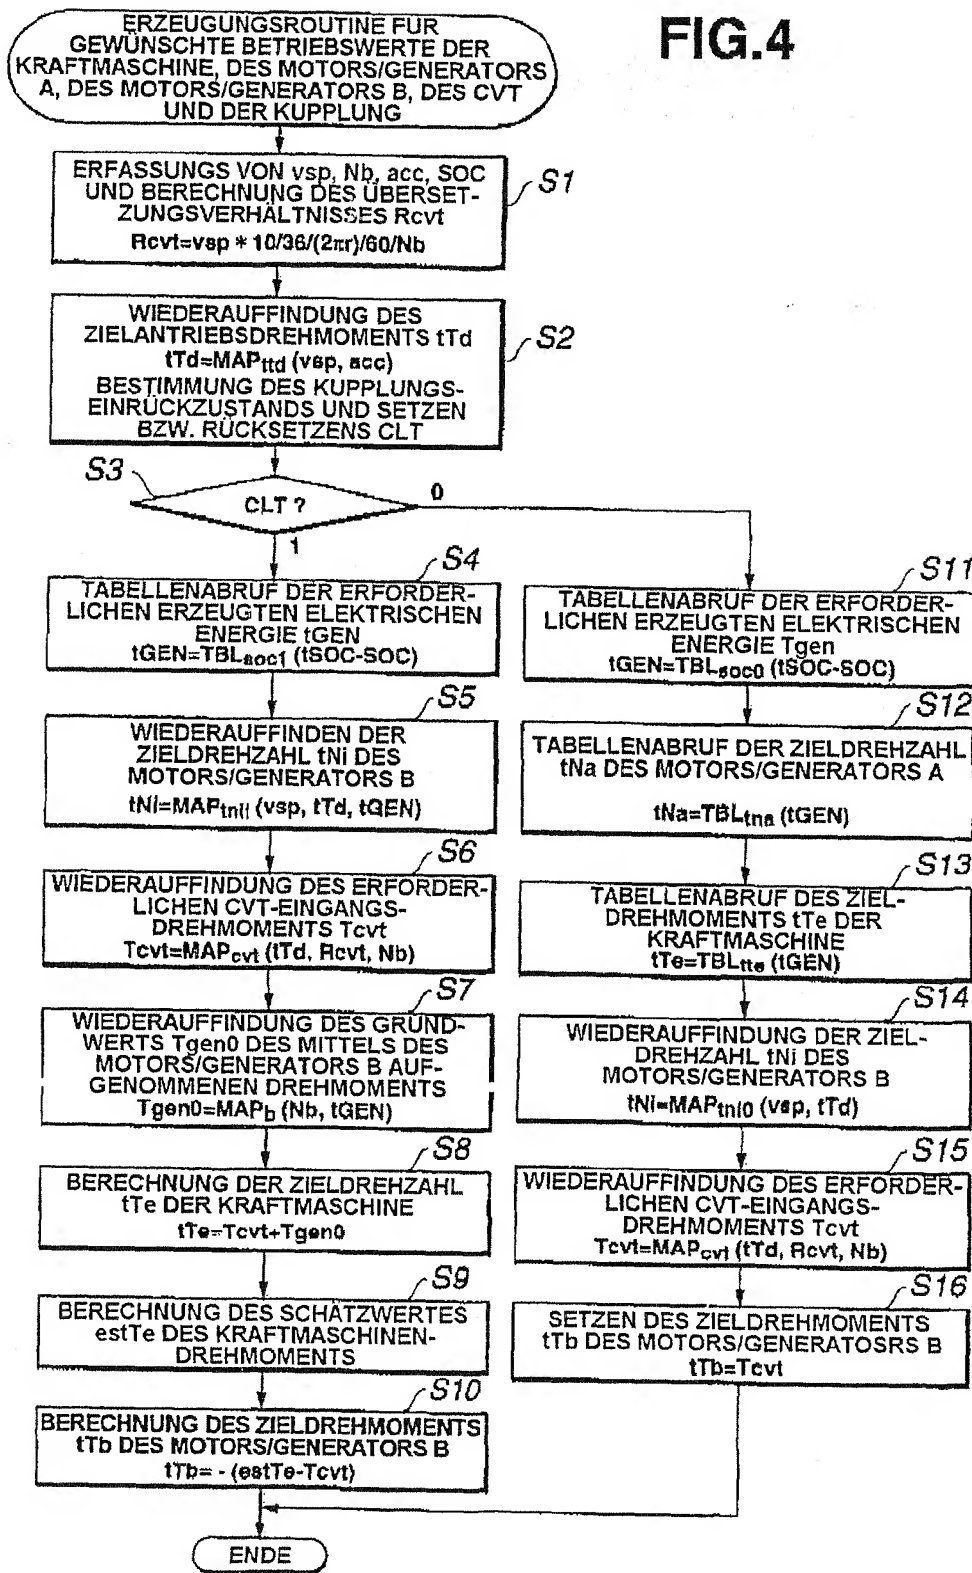 FIG.4
ERZEUGUNGSROUTINE FÜR
GEWÜNSCHTE BETRIEBSWERTE DER
KRAFTMASCHINE, DES MOTORS/GENERATORS
A, DES MOTORS/GENERATORS B, DES CVT
UND DER KUPPLUNG
S1
ERFASSUNGS VON vsp, Nb, acc, SOC
UND BERECHNUNG DES ÜBERSET-
ZUNGSVERHÄLTNISSES Rcvt
Rcvt=vsp * 10/36/(2πr)/60/Nb
S2
WIEDERAUFFINDUNG DES
ZIELANTRIEBSDREHMOMENTS tTd
tTd=MAPttd (vsp, acc)
BESTIMMUNG DES KUPPLUNGS-
EINRÜCKZUSTANDS UND SETZEN
BZW. RÜCKSETZENS CLT
S3
CLT ?
0
1
S4
TABELLENABRUF DER ERFORDER-
LICHEN ERZEUGTEN ELEKTRISCHEN
ENERGIE tGEN
tGEN=TBLsoc1 (tSOC-SOC)
S5
WIEDERAUFFINDEN DER
ZIELDREHZAHL tNi DES
MOTORS/GENERATORS B
tNi=MAPtni1 (vsp, tTd, tGEN)
S6
WIEDERAUFFINDUNG DES ERFORDER-
LICHEN CVT-EINGANGS-
DREHMOMENTS Tcvt
Tcvt=MAPcvt (tTd, Rcvt, Nb)
S7
WIEDERAUFFINDUNG DES GRUND-
WERTS Tgen0 DES MITTELS DES
MOTORS/GENERATORS B AUF-
GENOMMENEN DREHMOMENTS
Tgen0=MAPb (Nb, tGEN)
S8
BERECHNUNG DER ZIELDREHZAHL
tTe DER KRAFTMASCHINE
tTe=Tcvt+Tgen0
S9
BERECHNUNG DES SCHÄTZWERTES
estTe DES KRAFTMASCHINEN-
DREHMOMENTS
S10
BERECHNUNG DES ZIELDREHMOMENTS
tTb DES MOTORS/GENERATORS B
tTb= - (estTe-Tcvt)
S11
TABELLENABRUF DER ERFORDER-
LICHEN ERZEUGTEN ELEKTRISCHEN
ENERGIE Tgen
tGEN=TBLsoc0 (tSOC-SOC)
S12
TABELLENABRUF DER ZIELDREHZAHL
tNa DES MOTORS/GENERATORS A
tNa=TBLtna (tGEN)
S13
TABELLENABRUF DES ZIEL-
DREHMOMENTS tTe DER
KRAFTMASCHINE
tTe=TBLtte (tGEN)
S14
WIEDERAUFFINDUNG DER ZIEL-
DREHZAHL tNi DES
MOTORS/GENERATORS B
tNi=MAPtni0 (vsp, tTd)
S15
WIEDERAUFFINDUNG DES ERFORDER-
LICHEN CVT-EINGANGS-
DREHMOMENTS Tcvt
Tcvt=MAPcvt (tTd, Rcvt, Nb)
S16
SETZEN DES ZIELDREHMOMENTS
tTb DES MOTORS/GENERATOSRS B
tTb=Tcvt
ENDE